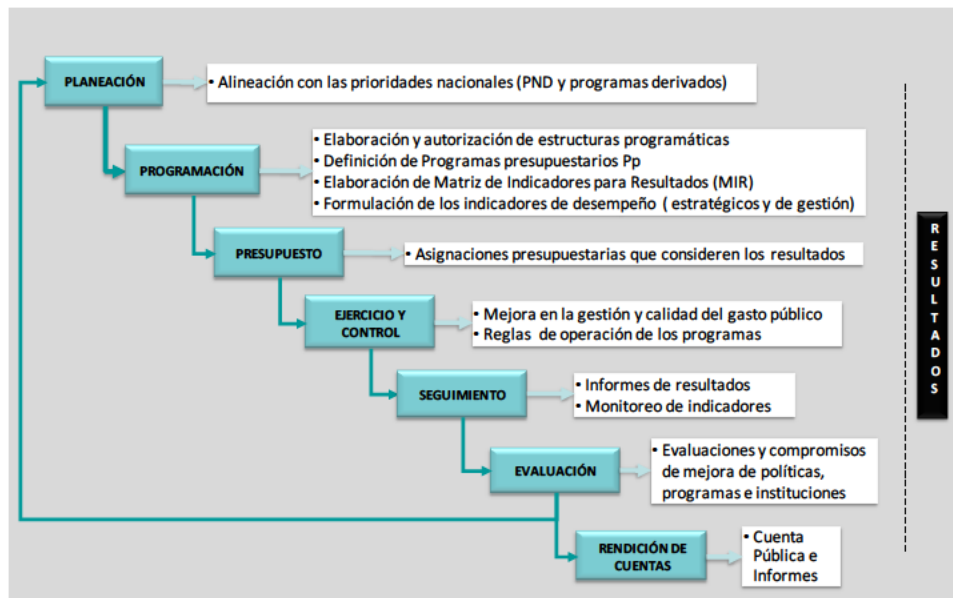 PLANEACIÓN
• Alineación con las prioridades nacionales (PND y programas derivados)
PROGRAMACIÓN
• Elaboración y autorización de estructuras programáticas
• Definición de Programas presupuestarios Pp
• Elaboración de Matriz de Indicadores para Resultados (MIR)
• Formulación de los indicadores de desempeño ( estratégicos y de gestión)
PRESUPUESTO
• Asignaciones presupuestarias que consideren los resultados
EJERCICIO Y
CONTROL
• Mejora en la gestión y calidad del gasto público
• Reglas de operación de los programas
SEGUIMIENTO
• Informes de resultados
• Monitoreo de indicadores
EVALUACIÓN
• Evaluaciones y compromisos
de mejora de políticas,
programas e instituciones
RENDICIÓN DE
CUENTAS
• Cuenta
Pública e
Informes
RESULTADOS